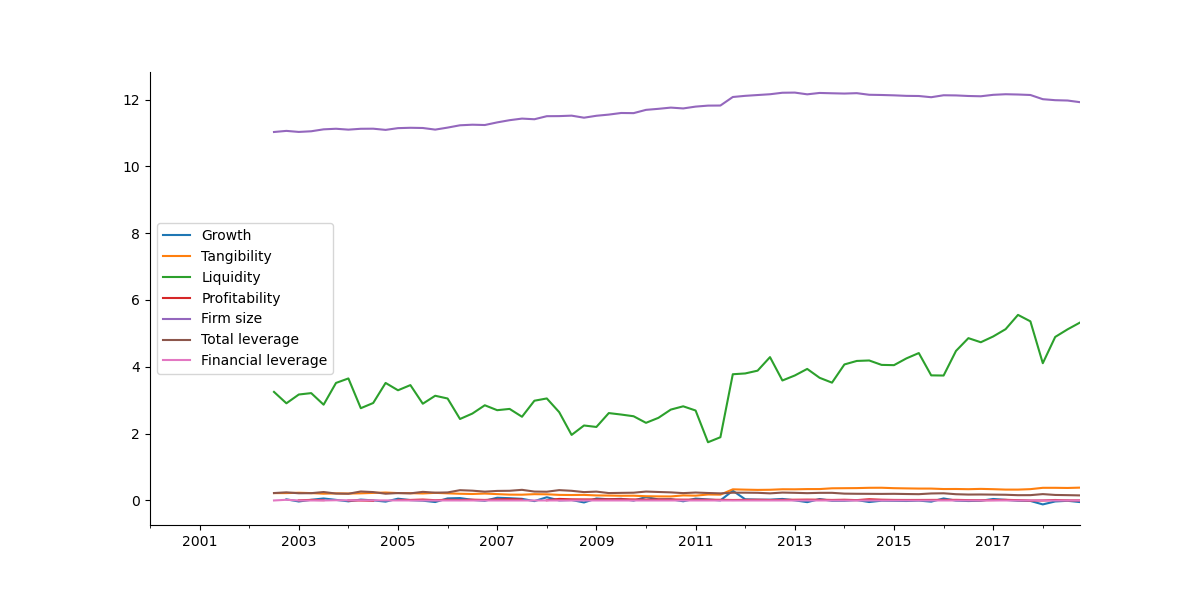 12
10
8
6
4
2
0
Growth
Tangibility
Liquidity
Profitability
Firm size
Total leverage
Financial leverage
2001 2003 2005 2007 2009 2011 2013 2015 2017